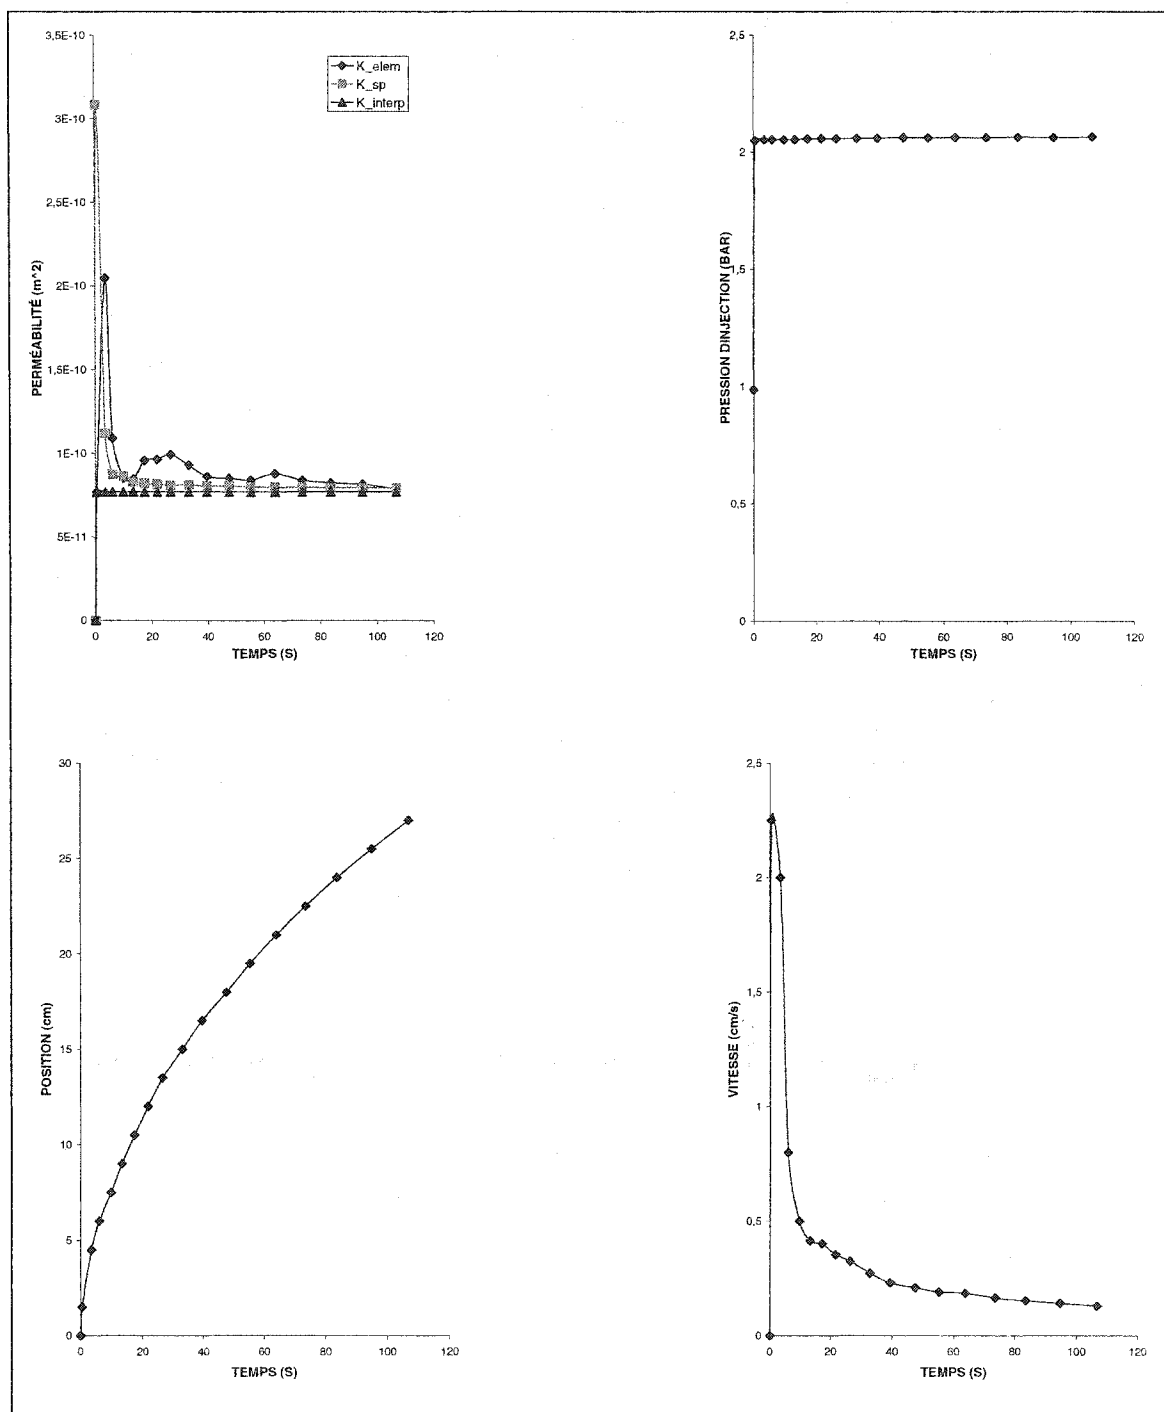 3,5E-10
3E-10
2,5E-10
2E-10
1,5E-10
1E-10
5E-11
0
PERMÉABILITÉ (m^2)
K_elem
K_sp
K_interp
0 20 40 60 80 100 120
TEMPS (S)
2,5
2
1,5
1
0,5
0
PRESSION DINJECTION (BAR)
0 20 40 60 80 100 120
TEMPS (S)
30
25
20
15
10
5
0
POSITION (cm)
0 20 40 60 80 100 120
TEMPS (S)
2,5
2
1,5
1
0,5
0
VITESSE (cm/s)
0 20 40 60 80 100 120
TEMPS (S)